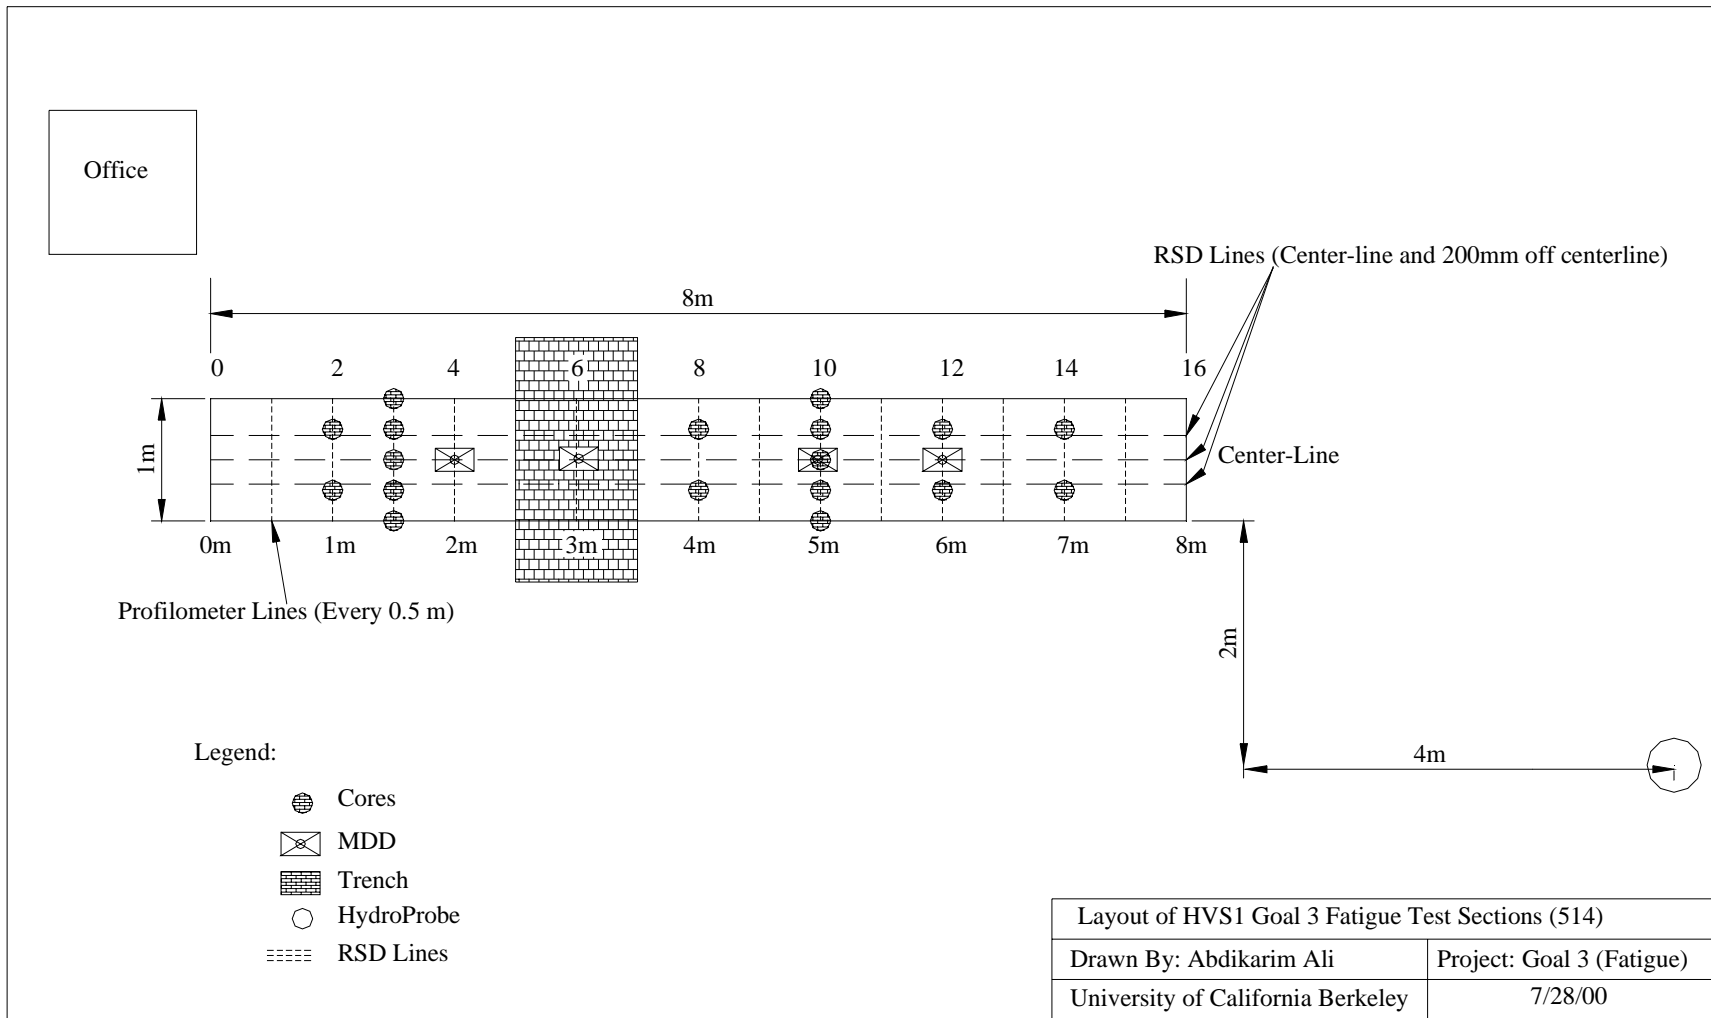 Office
RSD Lines (Center-line and 200mm off centerline)
8m
0 2 4 6 8 10 12 14 16
1m
Center-Line
0m 1m 2m 3m 4m 5m 6m 7m 8m
Profilometer Lines (Every 0.5 m)
2m
4m
Legend:
Cores
MDD
Trench
HydroProbe
RSD Lines
Layout of HVS1 Goal 3 Fatigue Test Sections (514)
Drawn By: Abdikarim Ali Project: Goal 3 (Fatigue)
University of California Berkeley 7/28/00